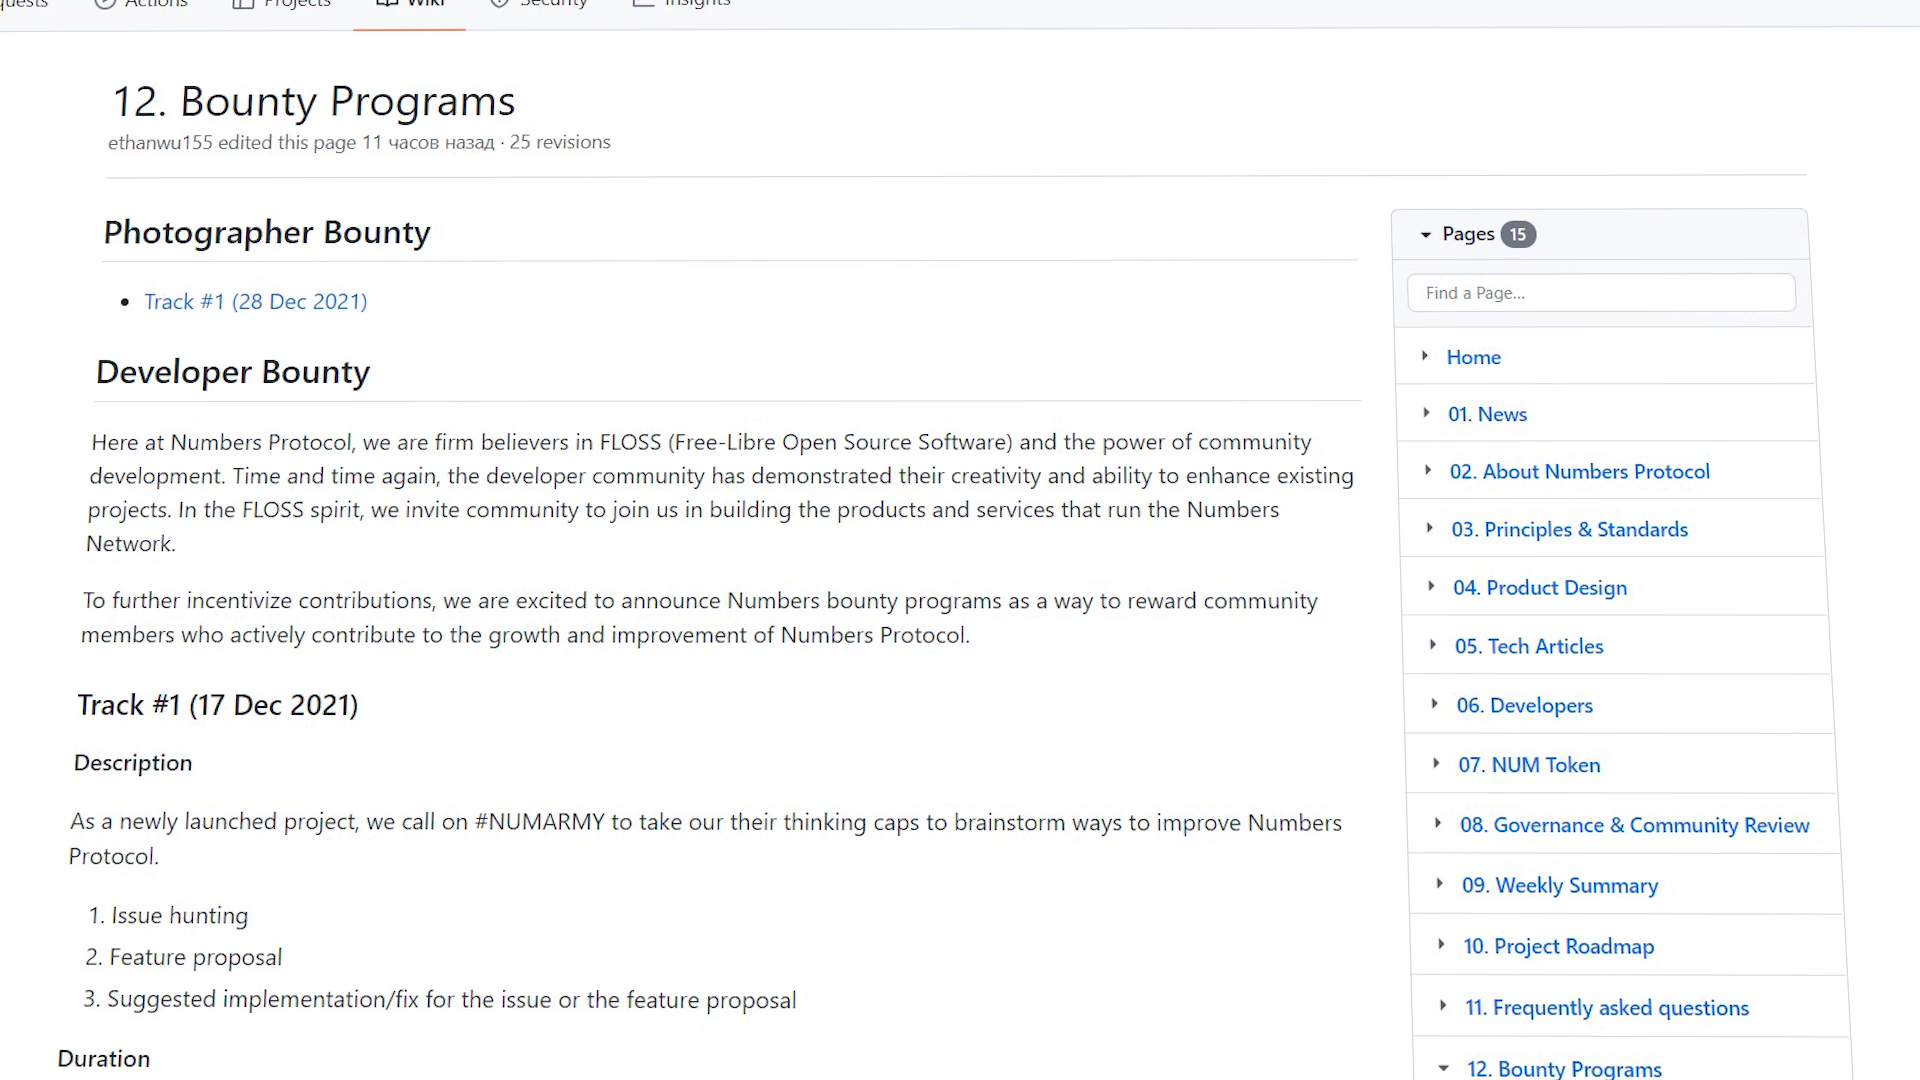 Actions Projects Wiki Security Insights
12. Bounty Programs
ethanwu155 edited this page 11 часов назад · 25 revisions
Photographer Bounty
• Track #1 (28 Dec 2021)
Developer Bounty
Here at Numbers Protocol, we are firm believers in FLOSS (Free-Libre Open Source Software) and the power of community
development. Time and time again, the developer community has demonstrated their creativity and ability to enhance existing
projects. In the FLOSS spirit, we invite community to join us in building the products and services that run the Numbers
Network.
To further incentivize contributions, we are excited to announce Numbers bounty programs as a way to reward community
members who actively contribute to the growth and improvement of Numbers Protocol.
Track #1 (17 Dec 2021)
Description
As a newly launched project, we call on #NUMARMY to take our their thinking caps to brainstorm ways to improve Numbers
Protocol.
1. Issue hunting
2. Feature proposal
3. Suggested implementation/fix for the issue or the feature proposal
Duration
Pages 15
Find a Page...
Home
01. News
02. About Numbers Protocol
03. Principles & Standards
04. Product Design
05. Tech Articles
06. Developers
07. NUM Token
08. Governance & Community Review
09. Weekly Summary
10. Project Roadmap
11. Frequently asked questions
12. Bounty Programs